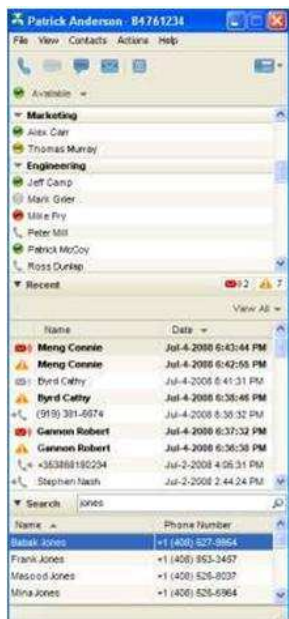 Patrick Anderson - 84761234
File View Contacts Actions Help
Available
Marketing
Alex Carr
Thomas Murray
Engineering
Jeff Camp
Mark Grier
Mike Fry
Peter Mill
Patrick McCoy
Ross Dunlap
Recent 2 7
View All
Name Date
Meng Connie Jul-4-2008 6:43:44 PM
Meng Connie Jul-4-2008 6:42:55 PM
Byrd Cathy Jul-4-2008 6:41:31 PM
Byrd Cathy Jul-4-2008 6:38:46 PM
(919) 381-6674 Jul-4-2008 6:38:32 PM
Gannon Robert Jul-4-2008 6:37:32 PM
Gannon Robert Jul-4-2008 6:36:38 PM
+353868190234 Jul-2-2008 4:05:31 PM
Stephen Nash Jul-2-2008 2:44:24 PM
Search jones
Name Phone Number
Babak Jones +1 (408) 527-9864
Frank Jones +1 (408) 853-3457
Masood Jones +1 (408) 525-8037
Mina Jones +1 (408) 526-6964